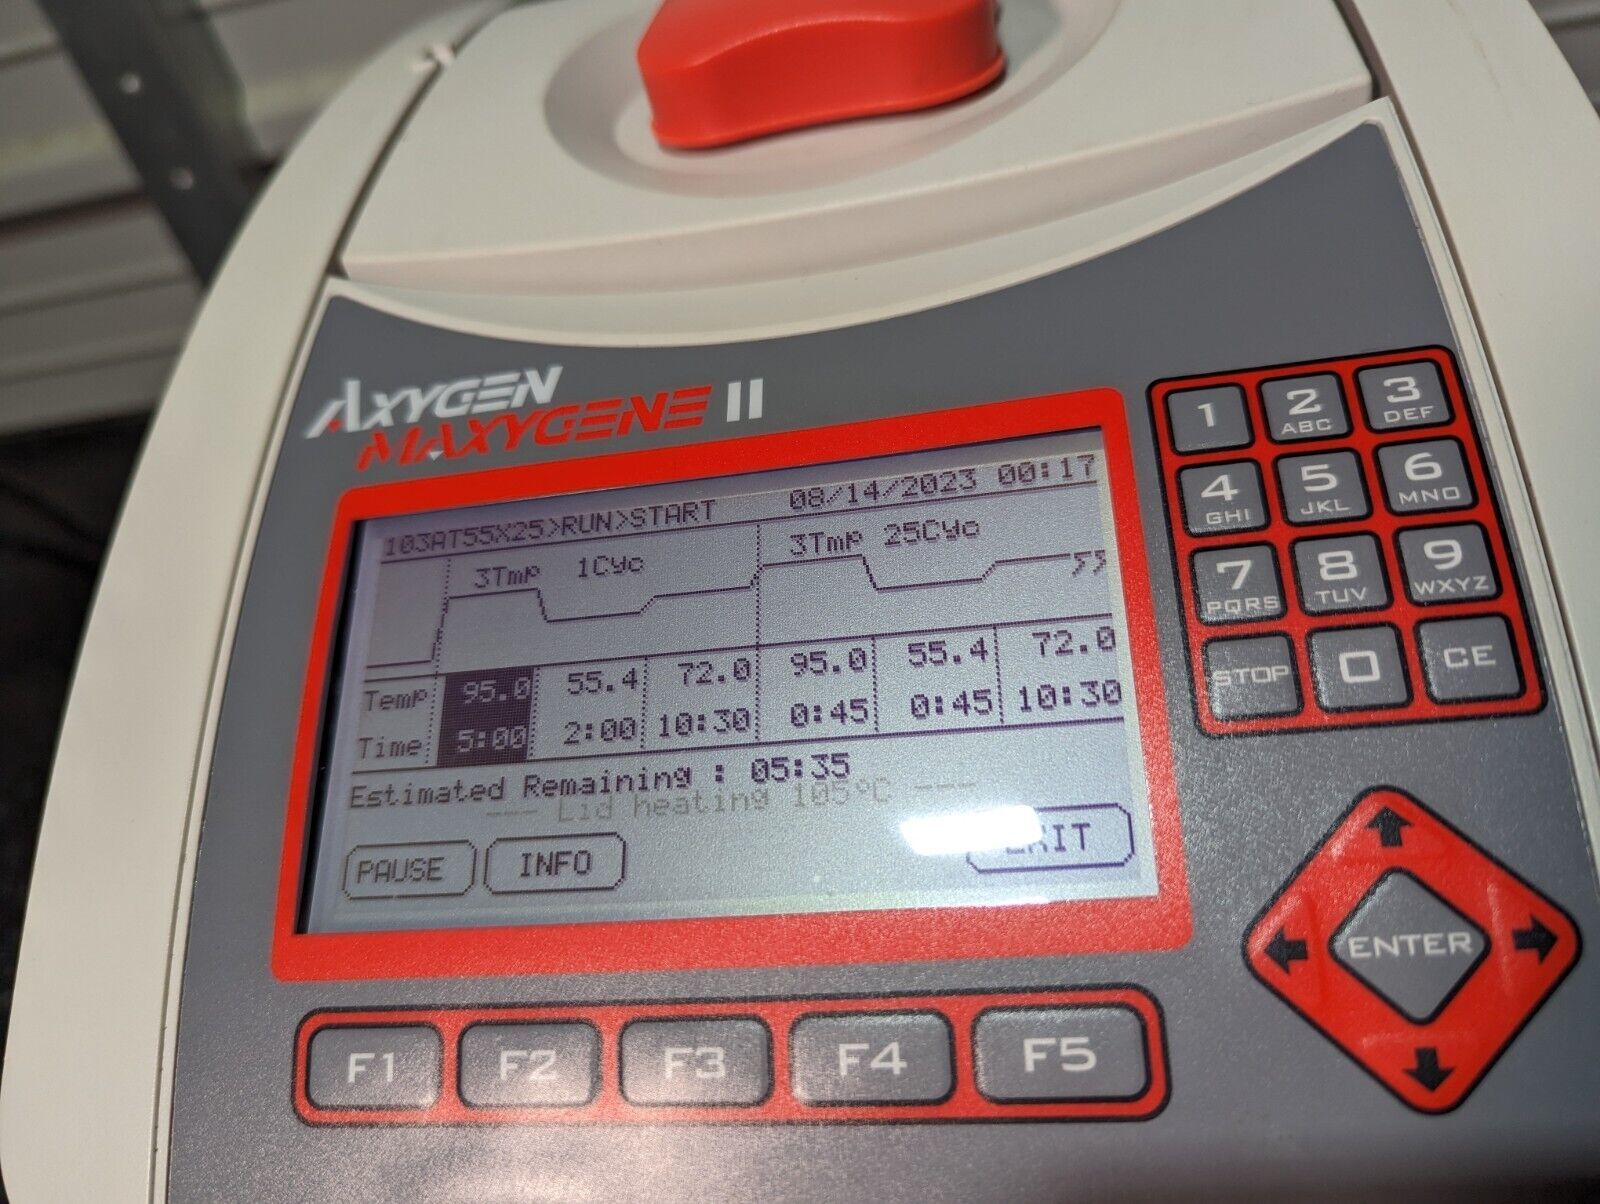 AXYGEN
MAXYGENE II
103AT55X25>RUN>START 08/14/2023 00:17
3Tmp 1Cyc 3Tmp 25Cyc >>
Temp 95.0 55.4 72.0 95.0 55.4 72.0
Time 5:00 2:00 10:30 0:45 0:45 10:30
Estimated Remaining : 05:35
--- Lid heating 105°C ---
PAUSE INFO EXIT
1 2 ABC 3 DEF
4 GHI 5 JKL 6 MNO
7 PQRS 8 TUV 9 WXYZ
STOP 0 CE
ENTER
F1 F2 F3 F4 F5